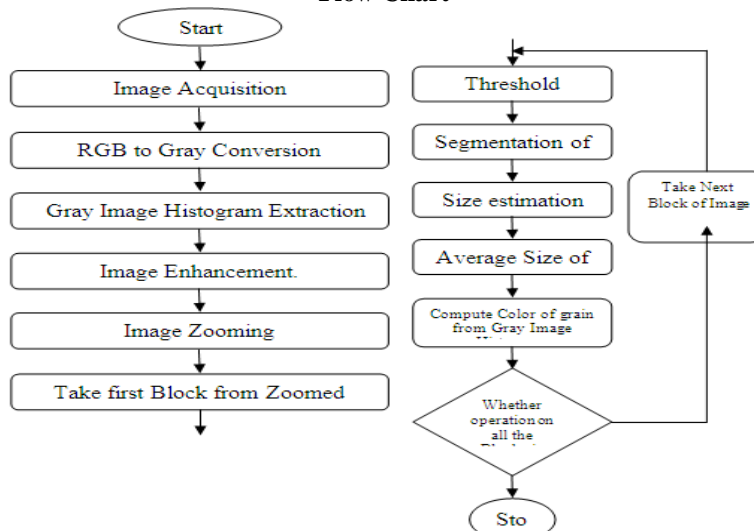 Start
Image Acquisition
RGB to Gray Conversion
Gray Image Histogram Extraction
Image Enhancement.
Image Zooming
Take first Block from Zoomed
Threshold
Segmentation of
Size estimation
Average Size of
Compute Color of grain
from Gray Image
Whether
operation on
all the
Sto
Take Next
Block of Image